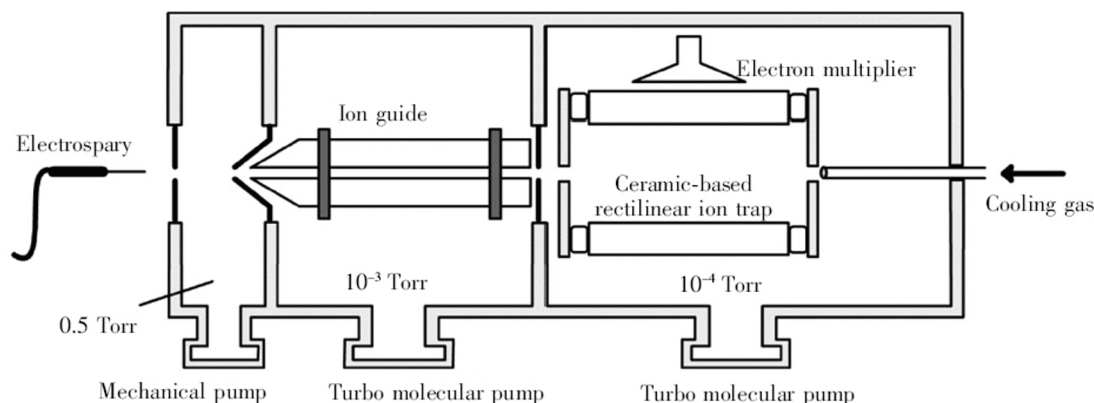 Electrospary
Ion guide
Electron multiplier
Ceramic-based
rectilinear ion trap
Cooling gas
0.5 Torr
10⁻³ Torr
10⁻⁴ Torr
Mechanical pump
Turbo molecular pump
Turbo molecular pump